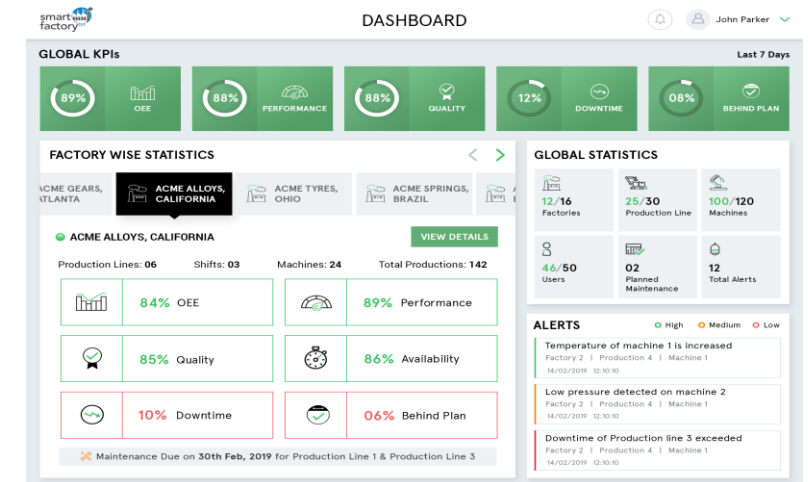 smart
factory
DASHBOARD
John Parker
GLOBAL KPIs
Last 7 Days
89%
OEE
88%
PERFORMANCE
88%
QUALITY
12%
DOWNTIME
08%
BEHIND PLAN
FACTORY WISE STATISTICS
ACME ALLOYS,
CALIFORNIA
ACME TYRES,
OHIO
ACME SPRINGS,
BRAZIL
ACME ALLOYS, CALIFORNIA
VIEW DETAILS
Production Lines: 06
Shifts: 03
Machines: 24
Total Productions: 142
84% OEE
89% Performance
85% Quality
86% Availability
10% Downtime
06% Behind Plan
Maintenance Due on 30th Feb, 2019 for Production Line 1 & Production Line 3
GLOBAL STATISTICS
12/16
Factories
25/30
Production Line
100/120
Machines
46/50
Users
02
Planned
Maintenance
12
Total Alerts
ALERTS
High
Medium
Low
Temperature of machine 1 is increased
Factory 2 | Production 4 | Machine 1
14/02/2019 12:10:10
Low pressure detected on machine 2
Factory 2 | Production 4 | Machine 1
14/02/2019 12:10:10
Downtime of Production line 3 exceeded
Factory 2 | Production 4 | Machine 1
14/02/2019 12:10:10